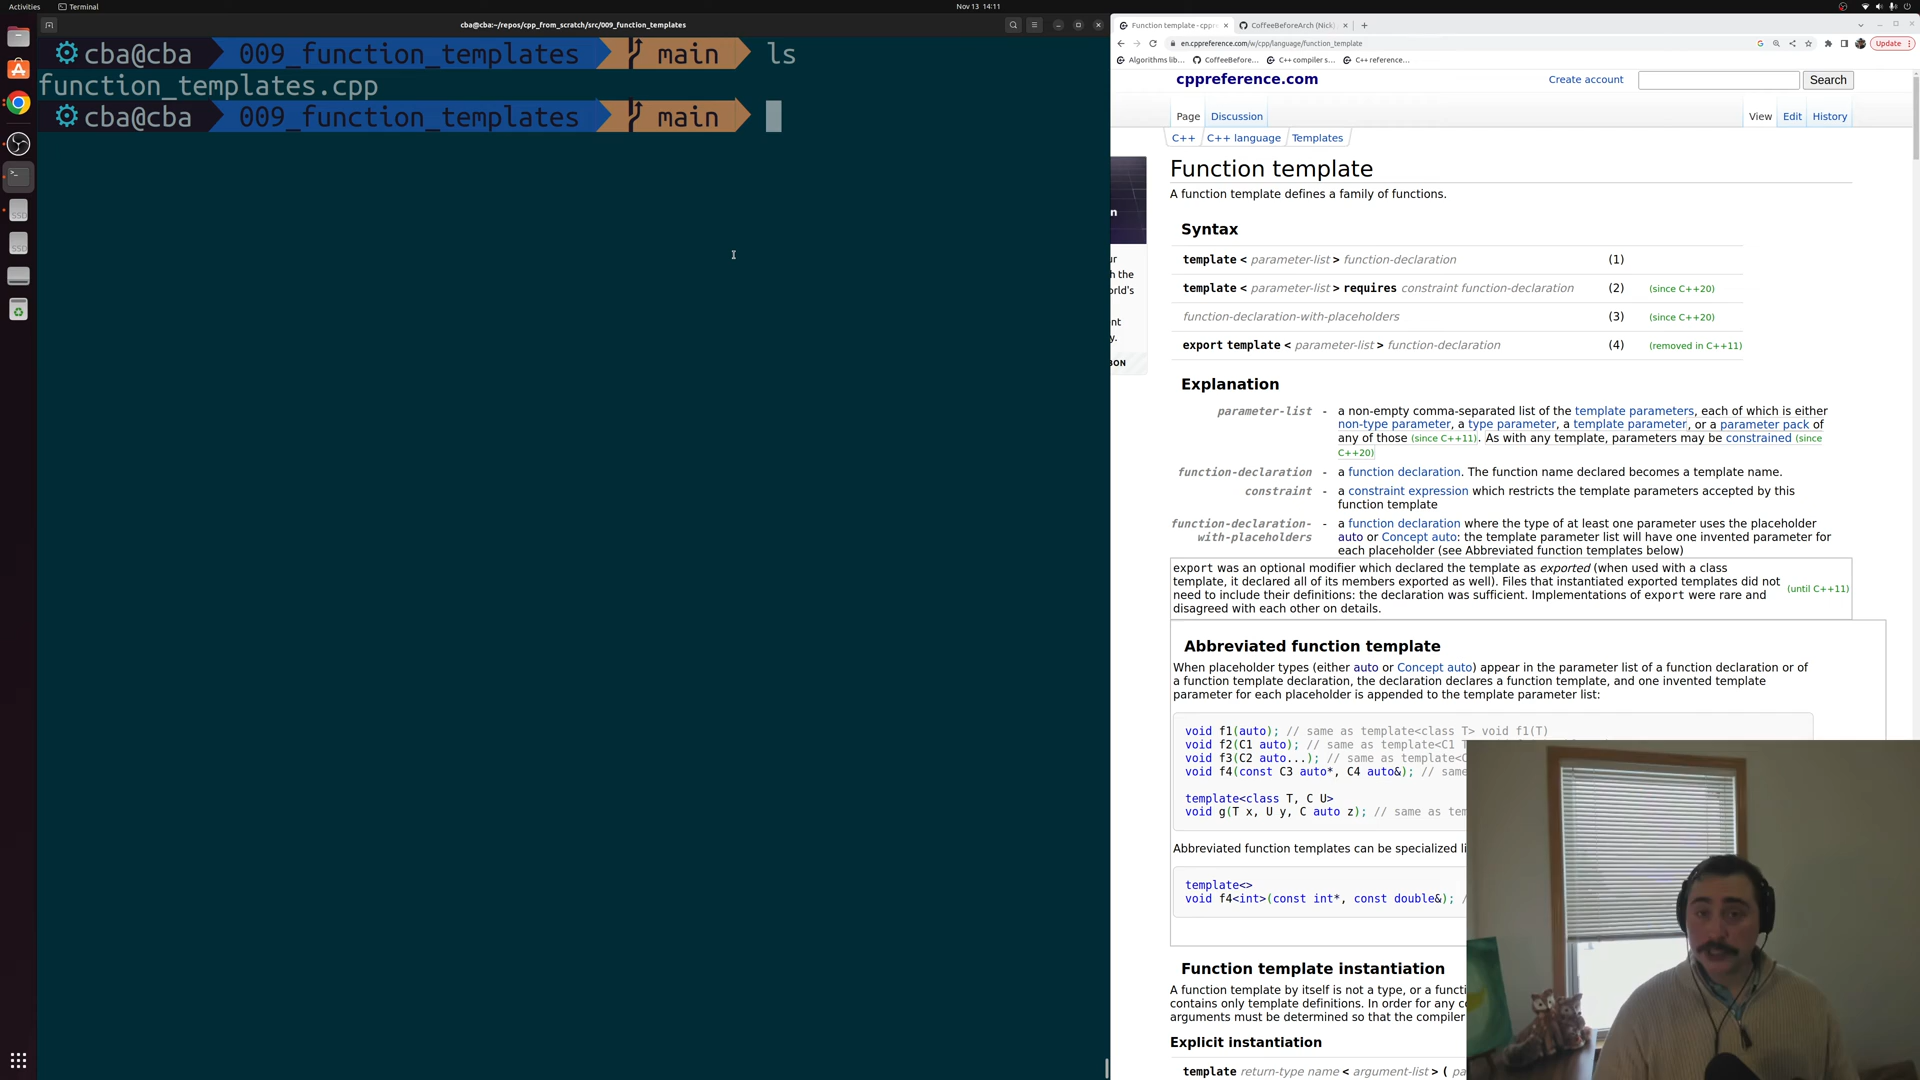 Activities
Terminal
Nov 13 14:11
cba@cba:~/repos/cpp_from_scratch/src/009_function_templates
cba@cba 009_function_templates main ls
function_templates.cpp
cba@cba 009_function_templates main
SSD
SSD
Function template - cppr
CoffeeBeforeArch (Nick)
en.cppreference.com/w/cpp/language/function_template
Update
Algorithms lib...
CoffeeBefore...
C++ compiler s...
C++ reference...
cppreference.com
Create account
Search
Page
Discussion
View
Edit
History
C++
C++ language
Templates
Function template
A function template defines a family of functions.
Syntax
template < parameter-list > function-declaration (1)
template < parameter-list > requires constraint function-declaration (2) (since C++20)
function-declaration-with-placeholders (3) (since C++20)
export template < parameter-list > function-declaration (4) (removed in C++11)
Explanation
parameter-list - a non-empty comma-separated list of the template parameters, each of which is either
non-type parameter, a type parameter, a template parameter, or a parameter pack of
any of those (since C++11). As with any template, parameters may be constrained (since
C++20)
function-declaration - a function declaration. The function name declared becomes a template name.
constraint - a constraint expression which restricts the template parameters accepted by this
function template
function-declaration- - a function declaration where the type of at least one parameter uses the placeholder
with-placeholders auto or Concept auto: the template parameter list will have one invented parameter for
each placeholder (see Abbreviated function templates below)
export was an optional modifier which declared the template as exported (when used with a class
template, it declared all of its members exported as well). Files that instantiated exported templates did not
need to include their definitions: the declaration was sufficient. Implementations of export were rare and
disagreed with each other on details.
(until C++11)
Abbreviated function template
When placeholder types (either auto or Concept auto) appear in the parameter list of a function declaration or of
a function template declaration, the declaration declares a function template, and one invented template
parameter for each placeholder is appended to the template parameter list:
void f1(auto); // same as template<class T> void f1(T)
void f2(C1 auto); // same as template<C1 T
void f3(C2 auto...); // same as template<C
void f4(const C3 auto*, C4 auto&); // same
template<class T, C U>
void g(T x, U y, C auto z); // same as tem
Abbreviated function templates can be specialized li
template<>
void f4<int>(const int*, const double&); /
Function template instantiation
A function template by itself is not a type, or a functi
contains only template definitions. In order for any co
arguments must be determined so that the compiler
Explicit instantiation
template return-type name < argument-list > ( pa